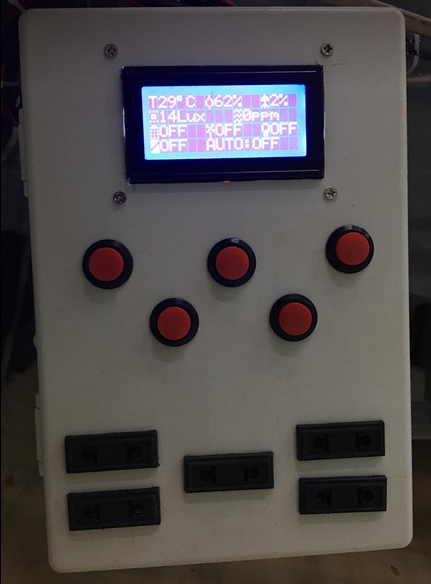 T29°C 62% 2%
14Lux 0ppm
OFF OFF OFF
OFF AUTO:OFF